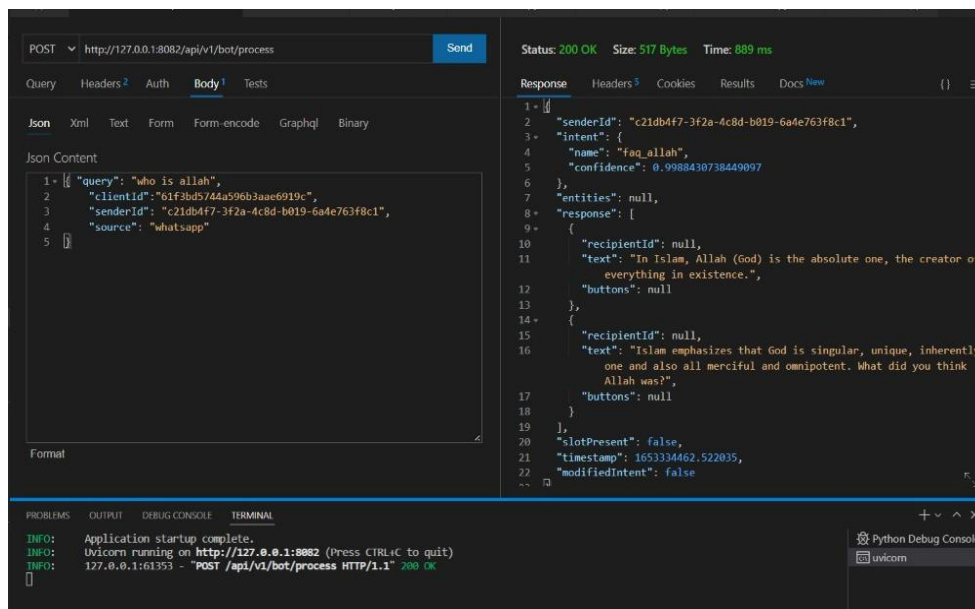 POST http://127.0.0.1:8082/api/v1/bot/process Send
Query Headers 2 Auth Body 1 Tests
Json Xml Text Form Form-encode Graphql Binary
Json Content
1 { "query": "who is allah",
2 "clientId":"61f3bd5744a596b3aae6919c",
3 "senderId": "c21db4f7-3f2a-4c8d-b019-6a4e763f8c1",
4 "source": "whatsapp"
5 }
Format
Status: 200 OK Size: 517 Bytes Time: 889 ms
Response Headers 5 Cookies Results Docs New {}
1 {
2 "senderId": "c21db4f7-3f2a-4c8d-b019-6a4e763f8c1",
3 "intent": {
4 "name": "faq_allah",
5 "confidence": 0.9988430738449097
6 },
7 "entities": null,
8 "response": [
9 {
10 "recipientId": null,
11 "text": "In Islam, Allah (God) is the absolute one, the creator of
everything in existence.",
12 "buttons": null
13 },
14 {
15 "recipientId": null,
16 "text": "Islam emphasizes that God is singular, unique, inherently
one and also all merciful and omnipotent. What did you think
Allah was?",
17 "buttons": null
18 }
19 ],
20 "slotPresent": false,
21 "timestamp": 1653334462.522035,
22 "modifiedIntent": false
PROBLEMS OUTPUT DEBUG CONSOLE TERMINAL
INFO: Application startup complete.
INFO: Uvicorn running on http://127.0.0.1:8082 (Press CTRL+C to quit)
INFO: 127.0.0.1:61353 - "POST /api/v1/bot/process HTTP/1.1" 200 OK
Python Debug Consol
uvicorn